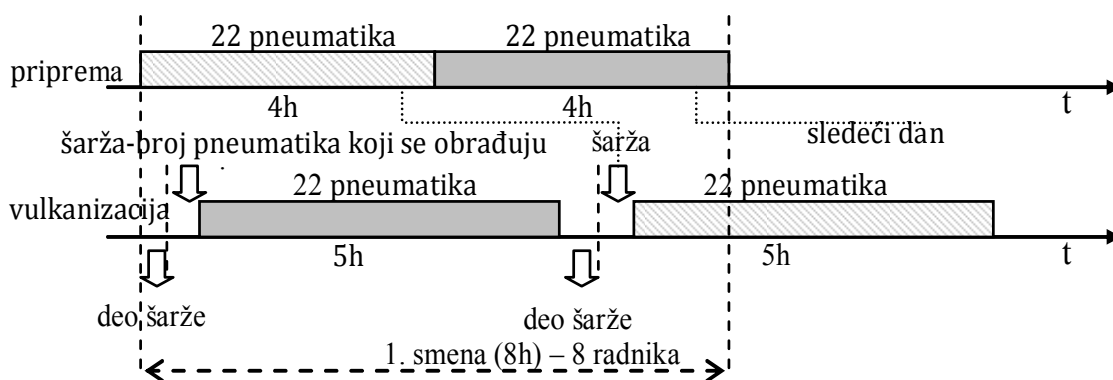 22 pneumatika 22 pneumatika
priprema
4h 4h t
šarža-broj pneumatika koji se obrađuju šarža sledeći dan
22 pneumatika 22 pneumatika
vulkanizacija
5h 5h t
deo šarže deo šarže
1. smena (8h) – 8 radnika